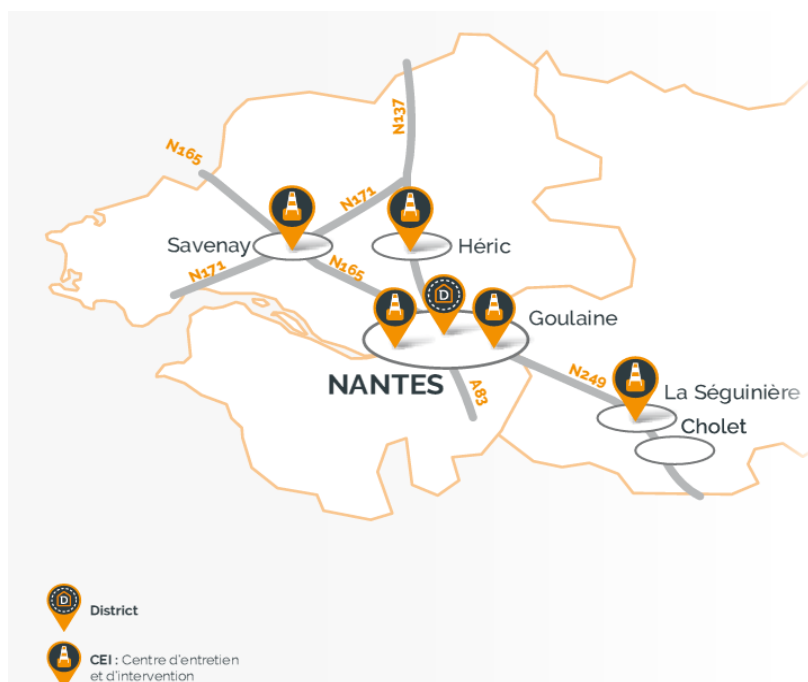 N137
N165
N171
Savenay
Héric
N171
N165
D
Goulaine
NANTES
A83
N249
La Séguinière
Cholet
D
District
CEI : Centre d'entretien
et d'intervention